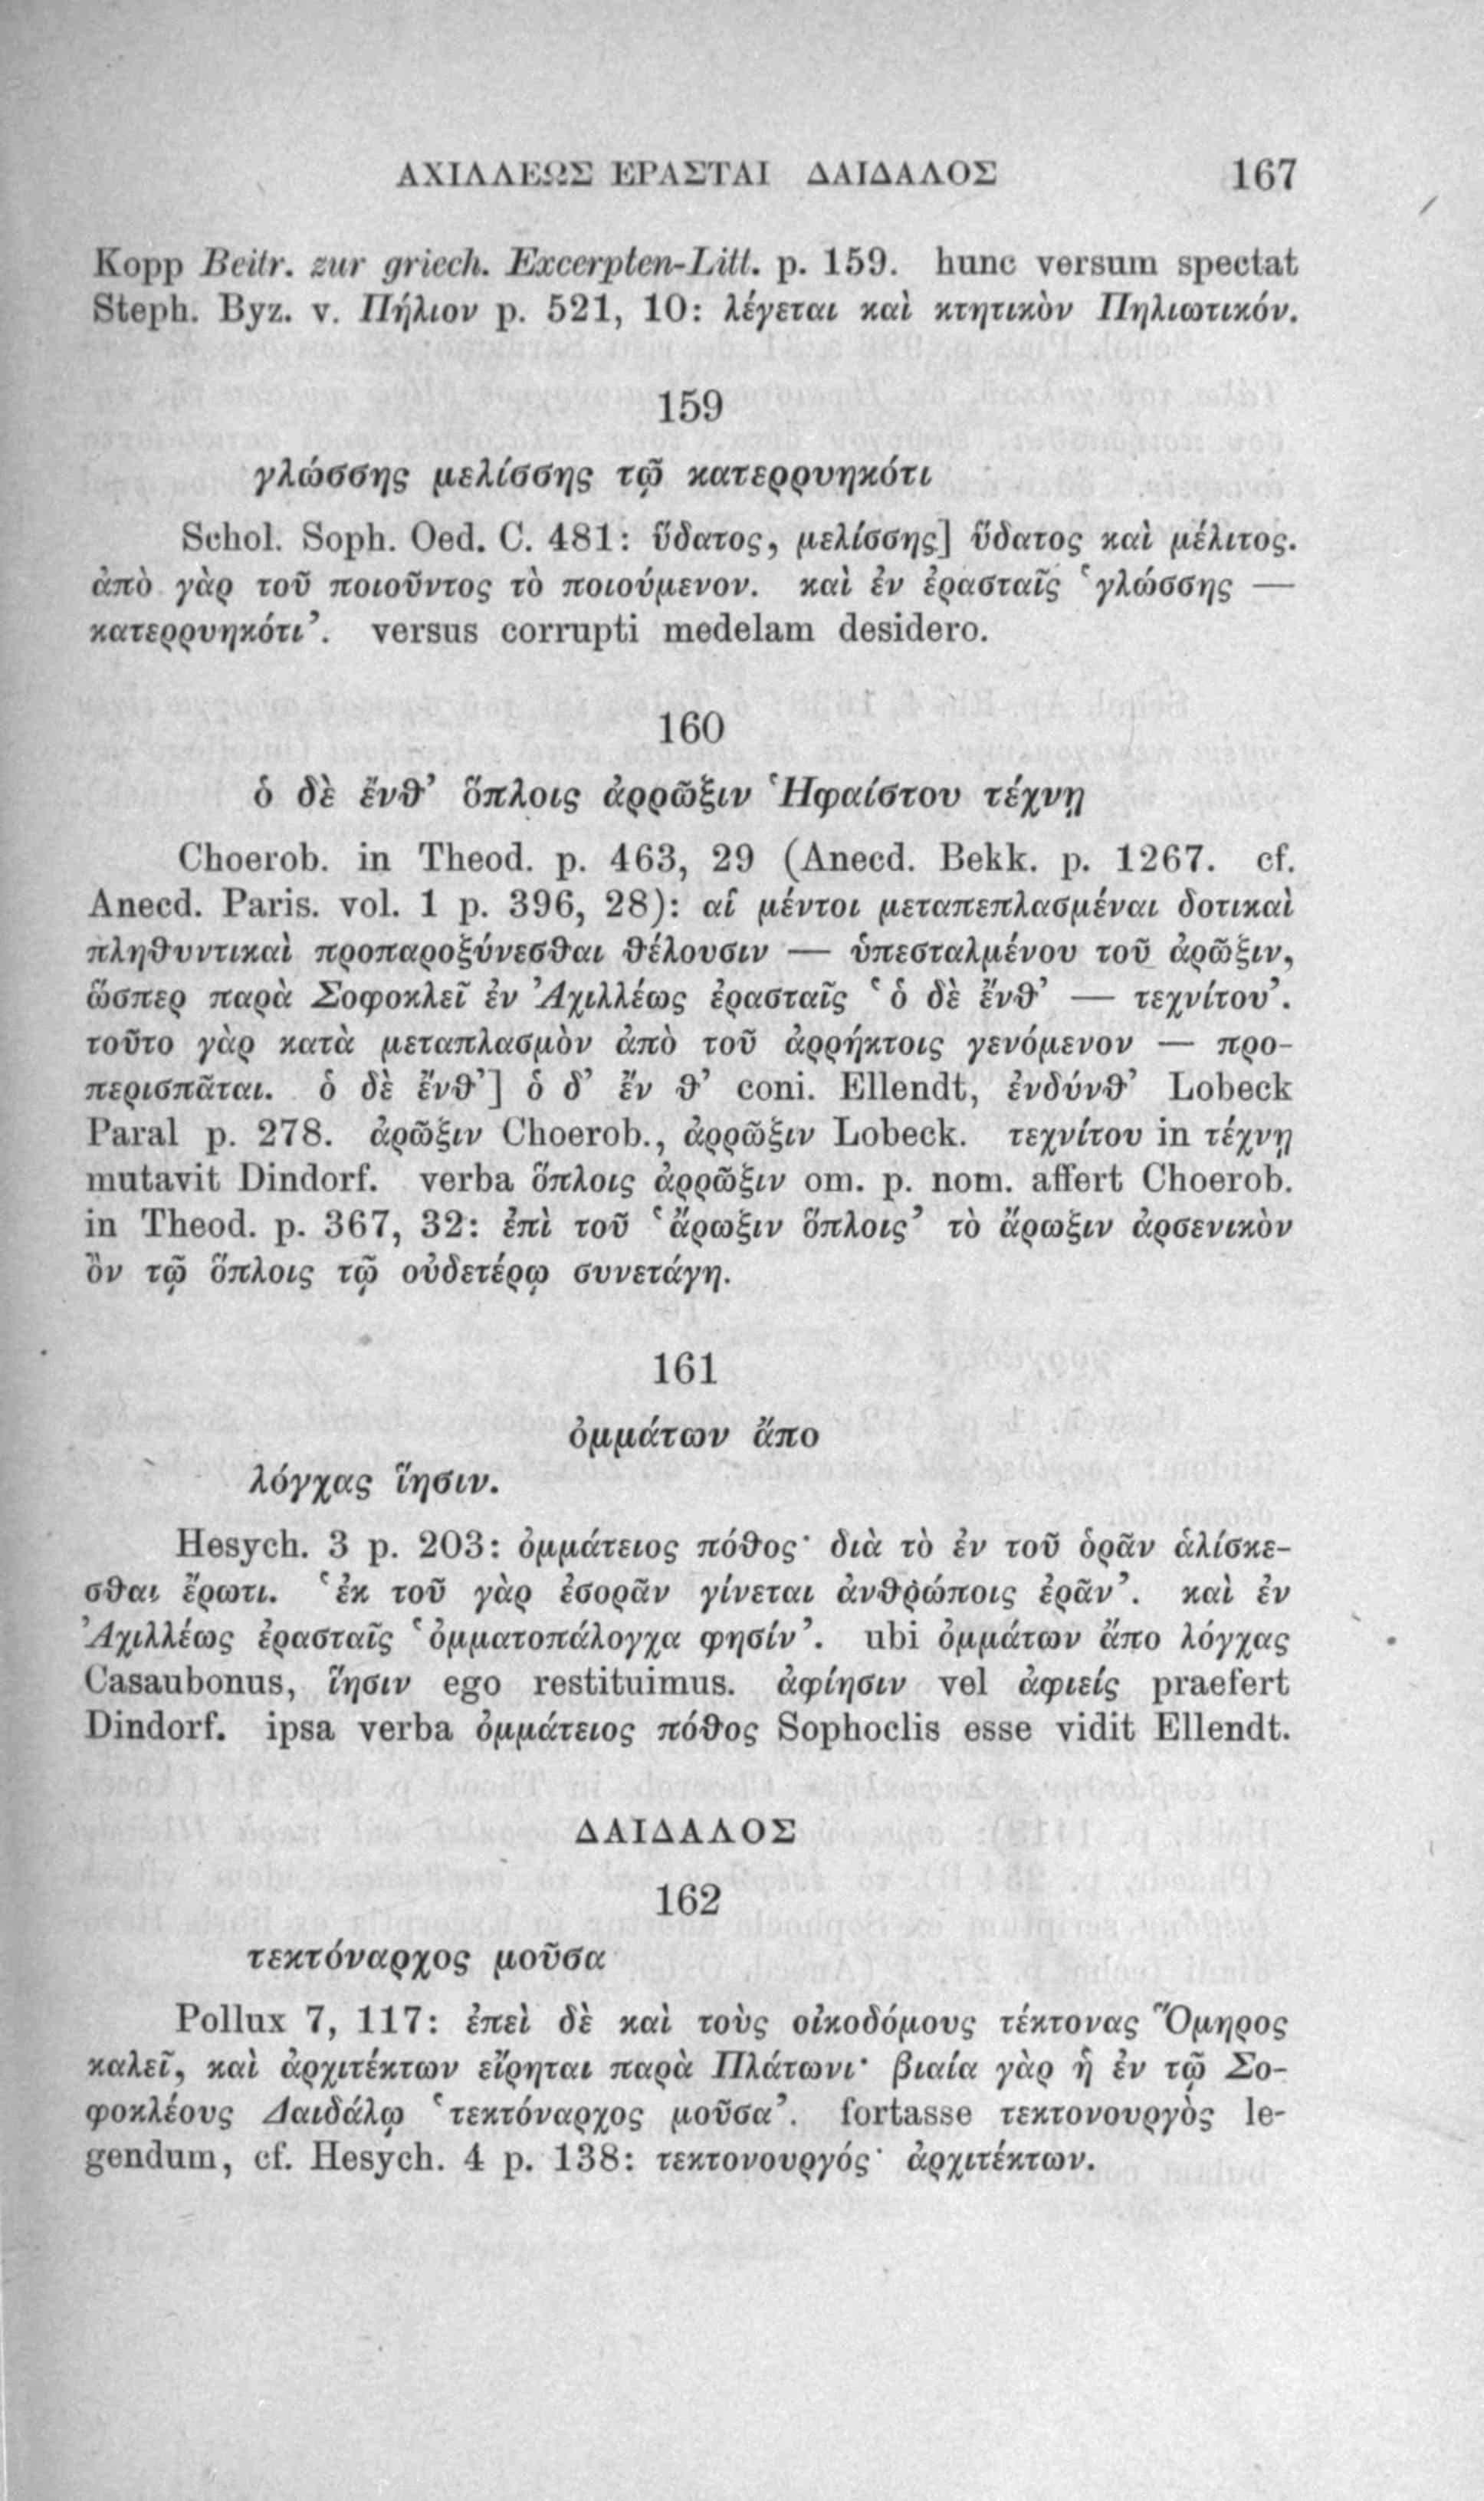 ΑΧΙΛΛΕΩΣ ΕΡΑΣΤΑΙ ΔΑΙΔΑΛΟΣ 167
Kopp Beitr. zur griech. Excerpten-Litt. p. 159. hunc versum spectat
Steph. Byz. v. Πήλιον p. 521, 10: λέγεται καὶ κτητικὸν Πηλιωτικόν.
159
γλώσσης μελίσσης τῷ κατερρυηκότι
Schol. Soph. Oed. C. 481: ὕδατος, μελίσσης] ὕδατος καὶ μέλιτος.
ἀπὸ γὰρ τοῦ ποιοῦντος τὸ ποιούμενον. καὶ ἐν ἐρασταῖς ‘γλώσσης —
κατερρυηκότι’. versus corrupti medelam desidero.
160
ὁ δὲ ἔνθ’ ὅπλοις ἀρρῶξιν Ἡφαίστου τέχνῃ
Choerob. in Theod. p. 463, 29 (Anecd. Bekk. p. 1267. cf.
Anecd. Paris. vol. 1 p. 396, 28): αἱ μέντοι μεταπεπλασμέναι δοτικαὶ
πληθυντικαὶ προπαροξύνεσθαι θέλουσιν — ὑπεσταλμένου τοῦ ἀρῶξιν,
ὥσπερ παρὰ Σοφοκλεῖ ἐν Ἀχιλλέως ἐρασταῖς ‘ὁ δὲ ἔνθ’ — τεχνίτου’.
τοῦτο γὰρ κατὰ μεταπλασμὸν ἀπὸ τοῦ ἀρρήκτοις γενόμενον — προ-
περισπᾶται. ὁ δὲ ἔνθ’] ὁ δ’ ἔν θ’ coni. Ellendt, ἐνδύνθ’ Lobeck
Paral p. 278. ἀρῶξιν Choerob., ἀρρῶξιν Lobeck. τεχνίτου in τέχνῃ
mutavit Dindorf. verba ὅπλοις ἀρρῶξιν om. p. nom. affert Choerob.
in Theod. p. 367, 32: ἐπὶ τοῦ ‘ἄρωξιν ὅπλοις’ τὸ ἄρωξιν ἀρσενικὸν
ὂν τῷ ὅπλοις τῷ οὐδετέρῳ συνετάγη.
161
ὀμμάτων ἄπο
λόγχας ἵησιν.
Hesych. 3 p. 203: ὀμμάτειος πόθος· διὰ τὸ ἐν τοῦ ὁρᾶν ἁλίσκε-
σθαι ἔρωτι. ‘ἐκ τοῦ γὰρ ἐσορᾶν γίνεται ἀνθρώποις ἐρᾶν’. καὶ ἐν
Ἀχιλλέως ἐρασταῖς ‘ὀμματοπάλογχα φησίν’. ubi ὀμμάτων ἄπο λόγχας
Casaubonus, ἵησιν ego restituimus. ἀφίησιν vel ἀφιείς praefert
Dindorf. ipsa verba ὀμμάτειος πόθος Sophoclis esse vidit Ellendt.
ΔΑΙΔΑΛΟΣ
162
τεκτόναρχος μοῦσα
Pollux 7, 117: ἐπεὶ δὲ καὶ τοὺς οἰκοδόμους τέκτονας Ὅμηρος
καλεῖ, καὶ ἀρχιτέκτων εἴρηται παρὰ Πλάτωνι· βιαία γὰρ ἡ ἐν τῷ Σο-
φοκλέους Δαιδάλῳ ‘τεκτόναρχος μοῦσα’. fortasse τεκτονουργὸς le-
gendum, cf. Hesych. 4 p. 138: τεκτονουργός· ἀρχιτέκτων.